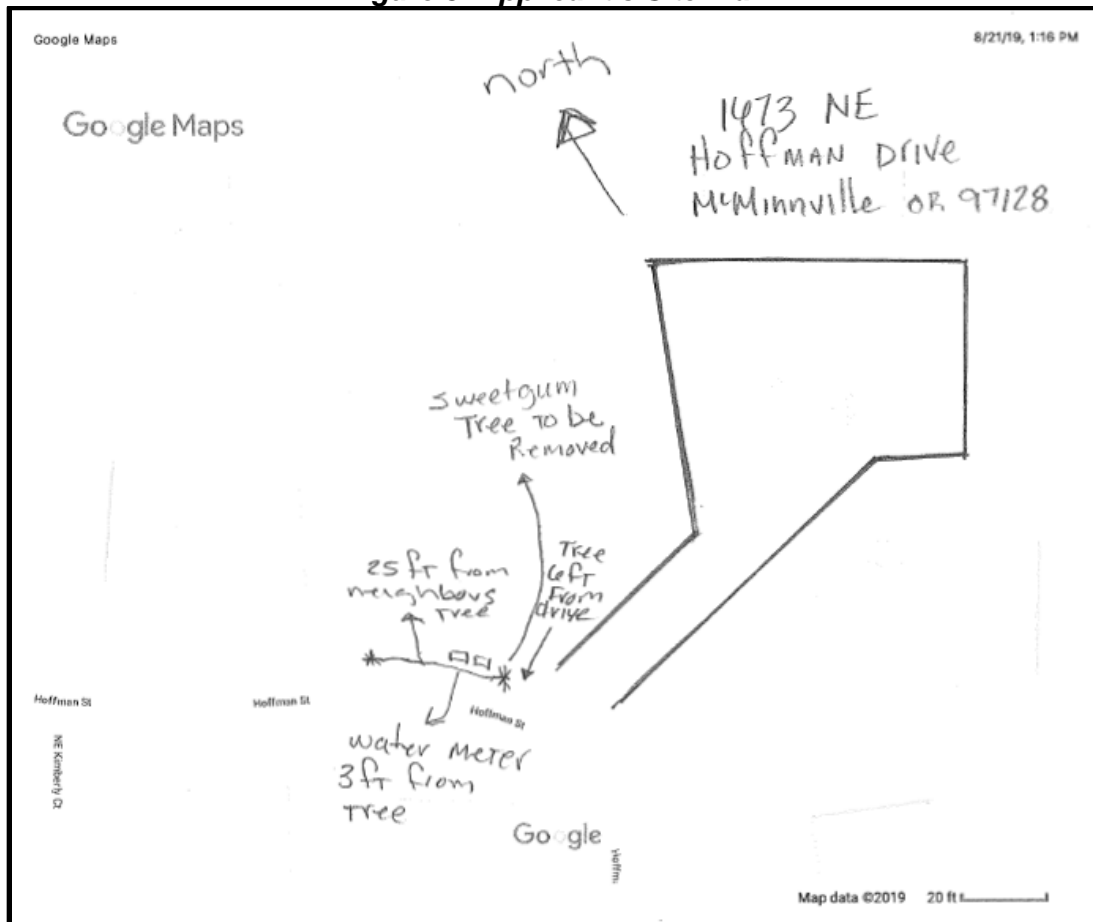 Google Maps
8/21/19, 1:16 PM
Google Maps
north
1473 NE
Hoffman Drive
McMinnville OR 97128
Sweetgum
Tree To be
Removed
25 ft from
neighbors
Tree
Tree
6ft
From
drive
Hoffman St
Hoffman St
Hoffman St
NE Kimberly Ct
water meter
3 ft from
Tree
Google
Map data ©2019 20 ft